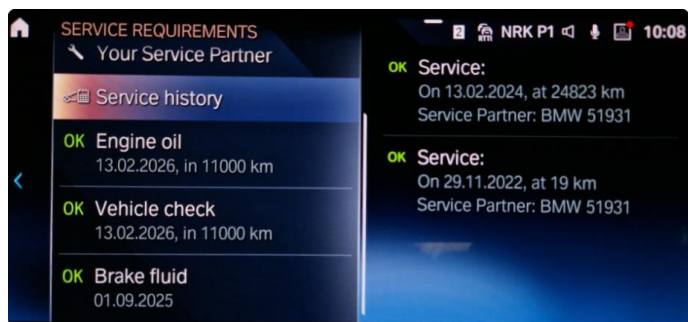 SERVICE REQUIREMENTS
Your Service Partner
Service history
OK Engine oil
13.02.2026, in 11000 km
OK Vehicle check
13.02.2026, in 11000 km
OK Brake fluid
01.09.2025
2 RTTI NRK P1 10:08
OK Service:
On 13.02.2024, at 24823 km
Service Partner: BMW 51931
OK Service:
On 29.11.2022, at 19 km
Service Partner: BMW 51931